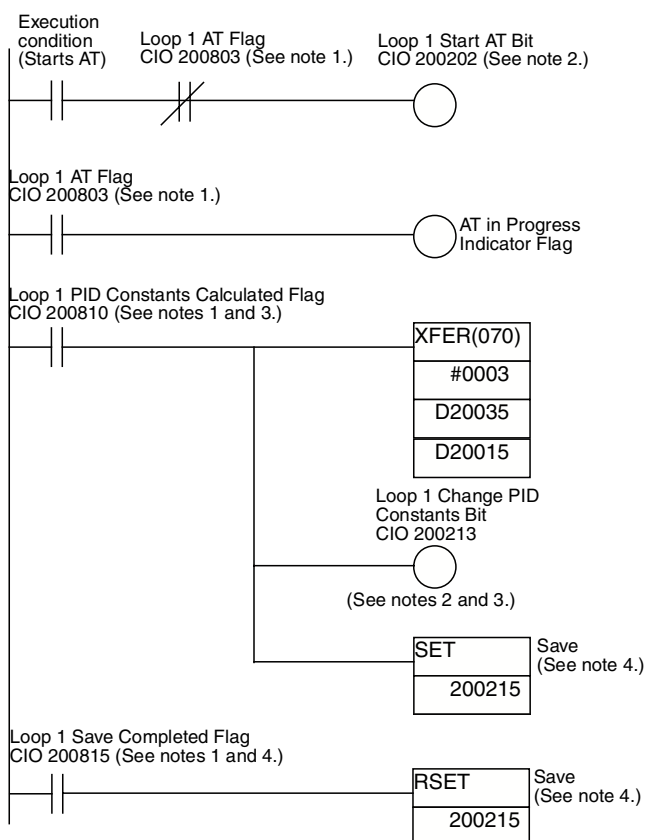 Execution
condition
(Starts AT)
Loop 1 AT Flag
CIO 200803 (See note 1.)
Loop 1 Start AT Bit
CIO 200202 (See note 2.)
Loop 1 AT Flag
CIO 200803 (See note 1.)
AT in Progress
Indicator Flag
Loop 1 PID Constants Calculated Flag
CIO 200810 (See notes 1 and 3.)
XFER(070)
#0003
D20035
D20015
Loop 1 Change PID
Constants Bit
CIO 200213
(See notes 2 and 3.)
SET
200215
Save
(See note 4.)
Loop 1 Save Completed Flag
CIO 200815 (See notes 1 and 4.)
RSET
200215
Save
(See note 4.)